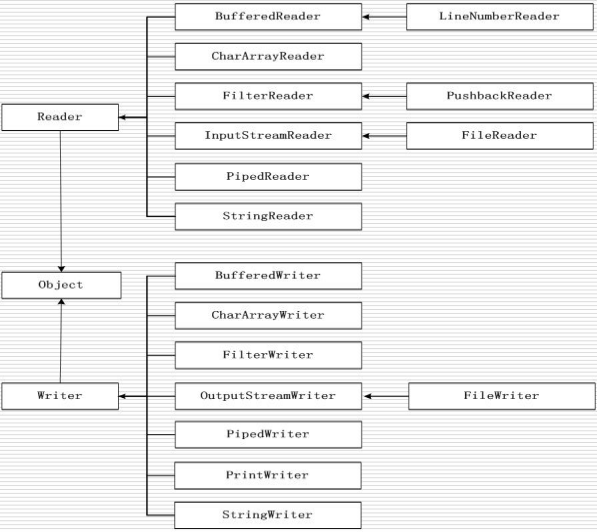 BufferedReader
LineNumberReader
CharArrayReader
FilterReader
PushbackReader
Reader
InputStreamReader
FileReader
PipedReader
StringReader
Object
BufferedWriter
CharArrayWriter
FilterWriter
Writer
OutputStreamWriter
FileWriter
PipedWriter
PrintWriter
StringWriter